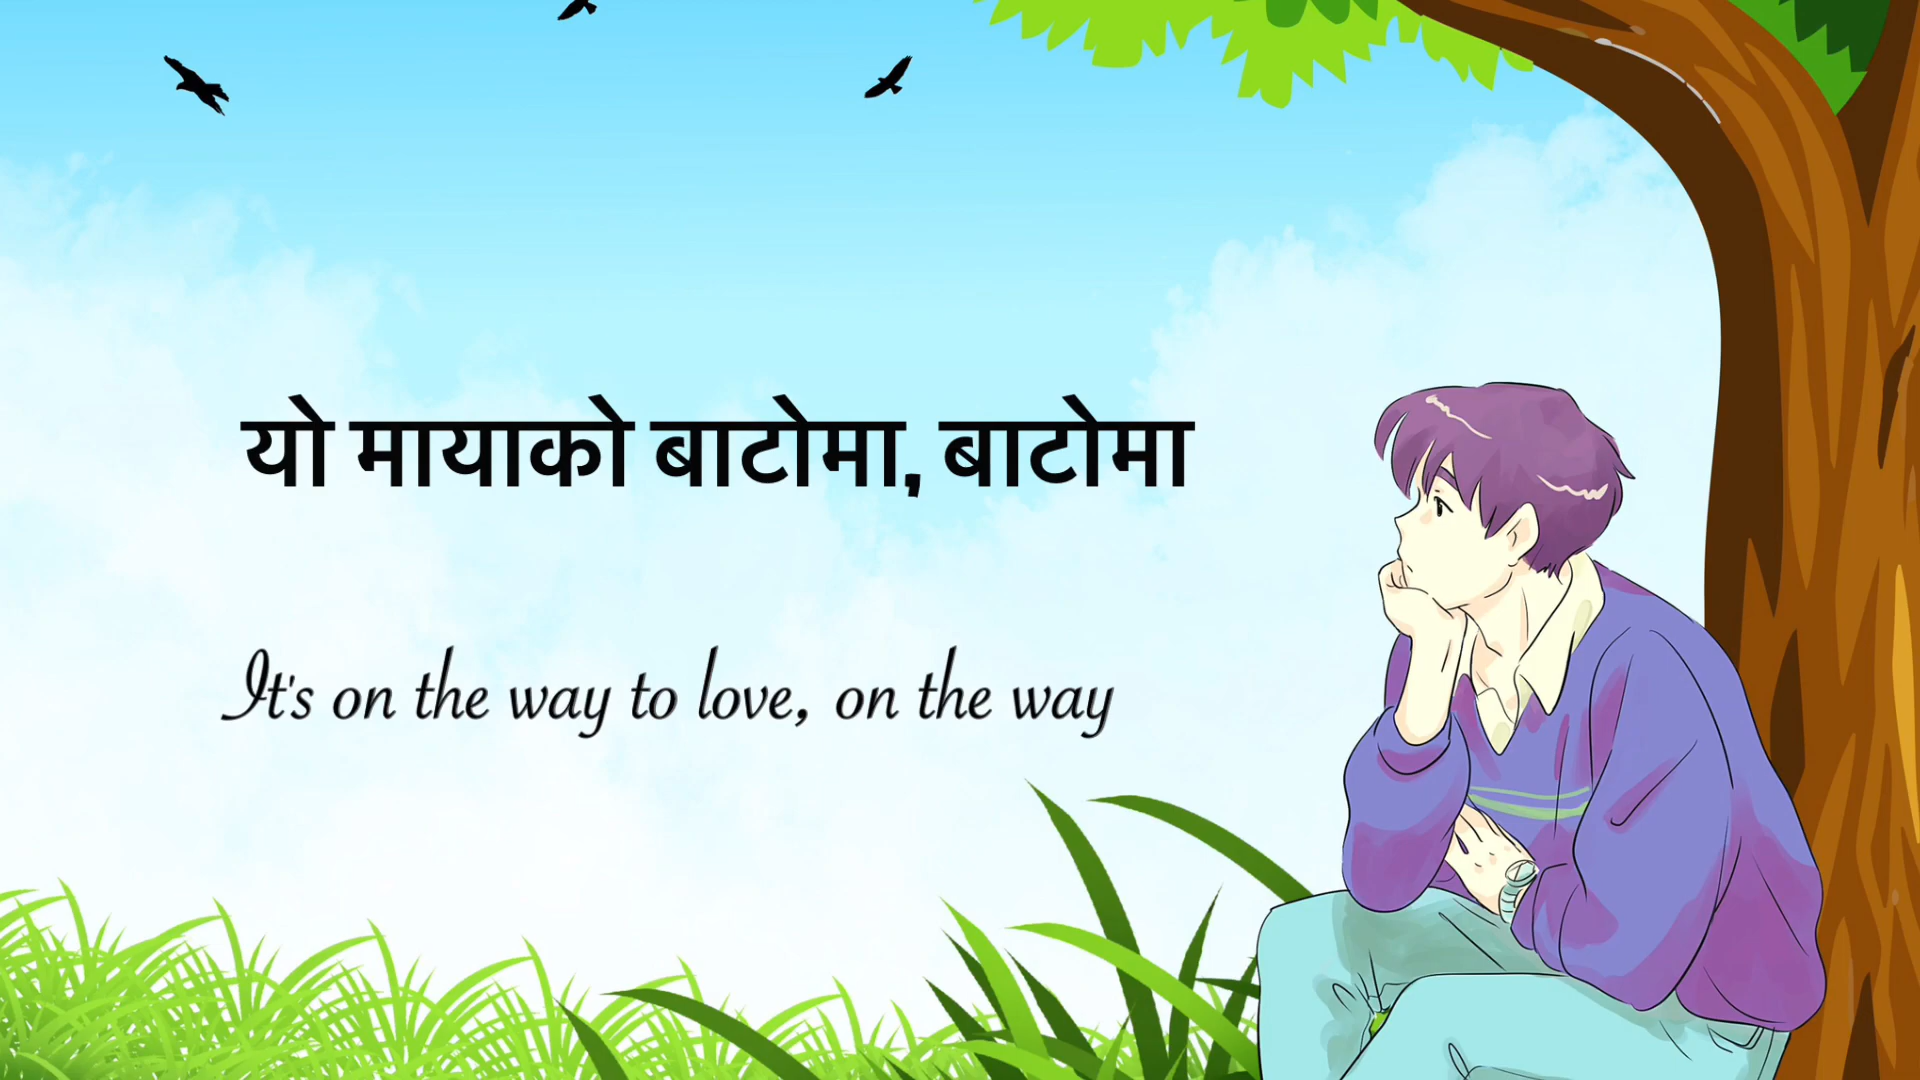 यो मायाको बाटोमा, बाटोमा
It's on the way to love, on the way